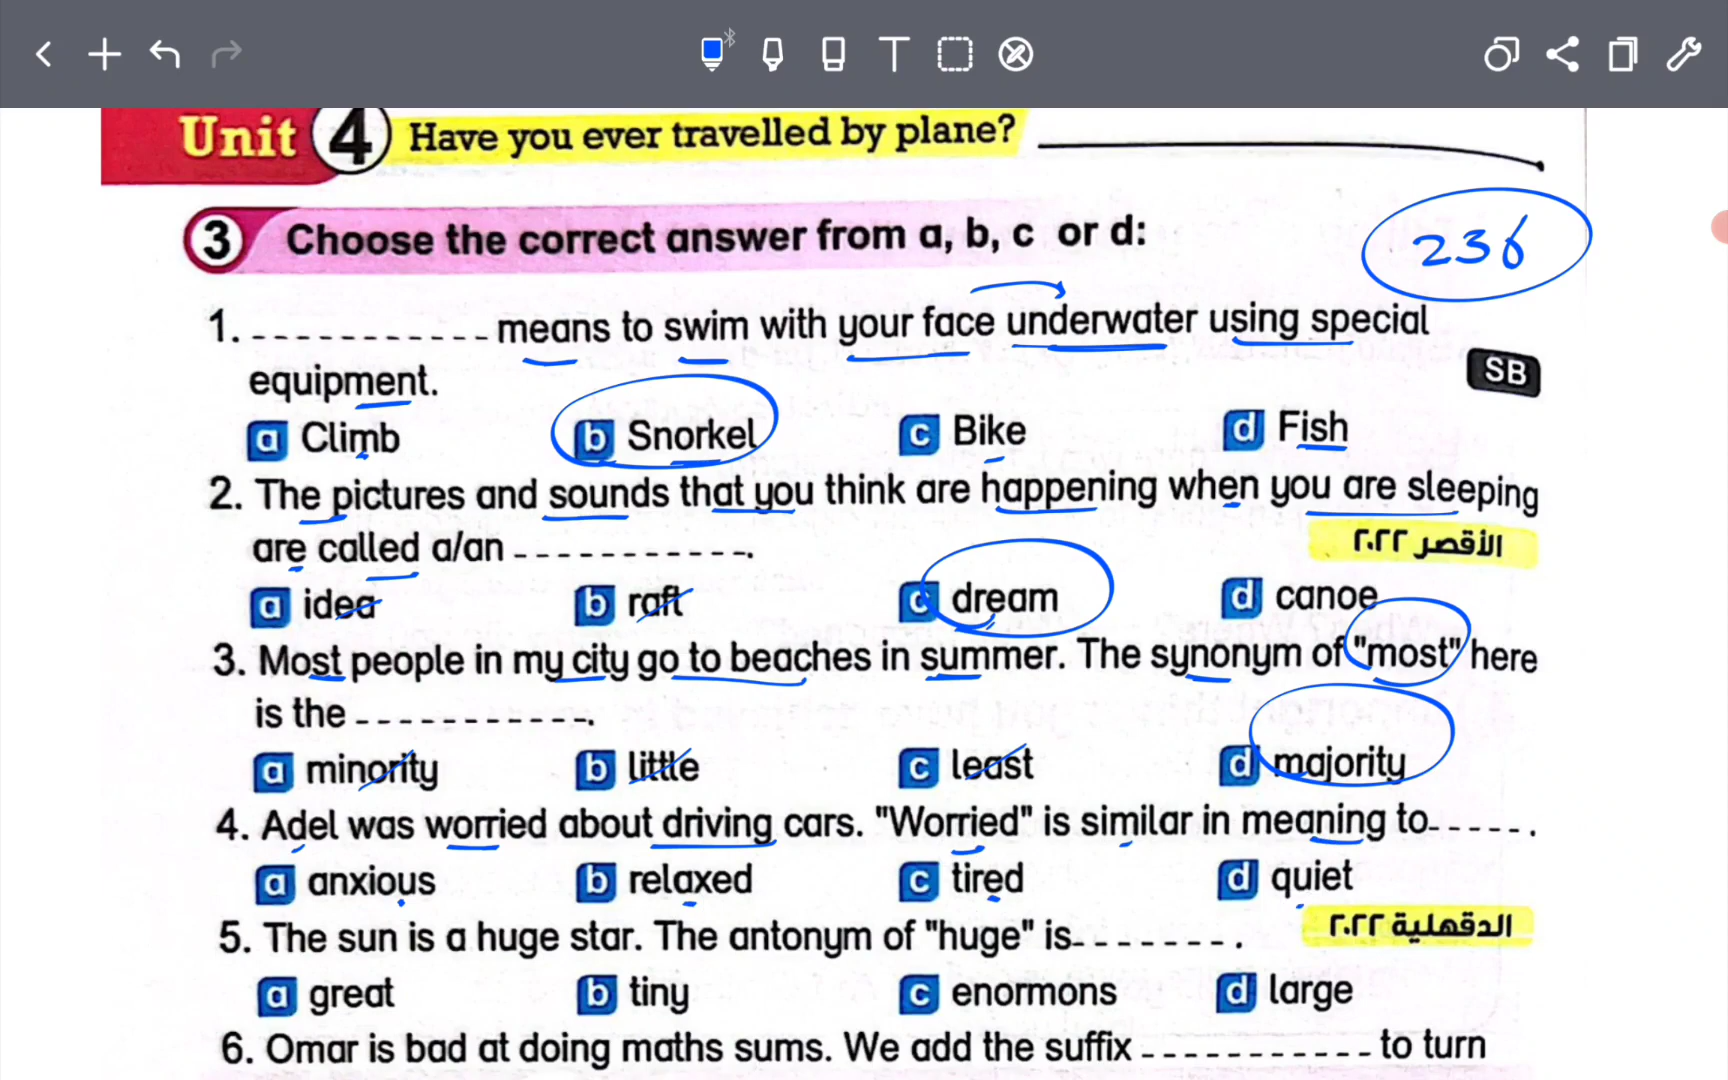 Unit 4 Have you ever travelled by plane?
3 Choose the correct answer from a, b, c or d:
236
1. ----------- means to swim with your face underwater using special
equipment.
SB
a Climb b Snorkel c Bike d Fish
2. The pictures and sounds that you think are happening when you are sleeping
are called a/an -----------.
الأقصر ٢٠٢٢
a idea b raft c dream d canoe
3. Most people in my city go to beaches in summer. The synonym of "most" here
is the -----------.
a minority b little c least d majority
4. Adel was worried about driving cars. "Worried" is similar in meaning to-----.
a anxious b relaxed c tired d quiet
5. The sun is a huge star. The antonym of "huge" is-------.
الدقهلية ٢٠٢٢
a great b tiny c enormons d large
6. Omar is bad at doing maths sums. We add the suffix ----------- to turn